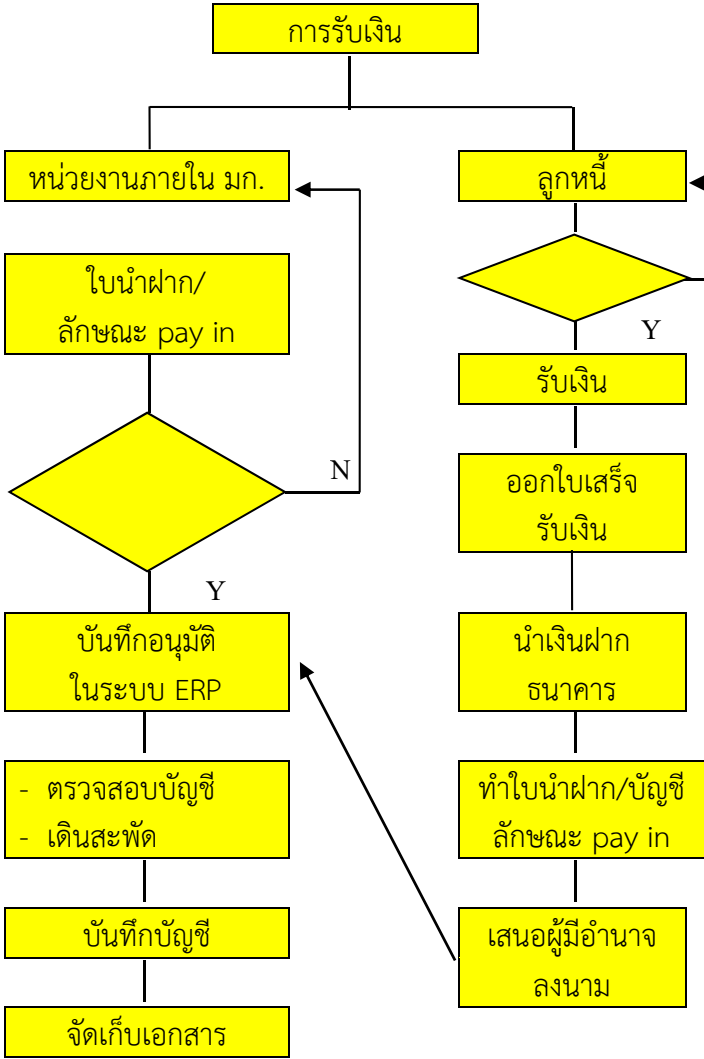 การรับเงิน
หน่วยงานภายใน มก.
ใบนำฝาก/
ลักษณะ pay in
N
Y
บันทึกอนุมัติ
ในระบบ ERP
- ตรวจสอบบัญชี
- เดินสะพัด
บันทึกบัญชี
จัดเก็บเอกสาร
ลูกหนี้
Y
รับเงิน
ออกใบเสร็จ
รับเงิน
นำเงินฝาก
ธนาคาร
ทำใบนำฝาก/บัญชี
ลักษณะ pay in
เสนอผู้มีอำนาจ
ลงนาม